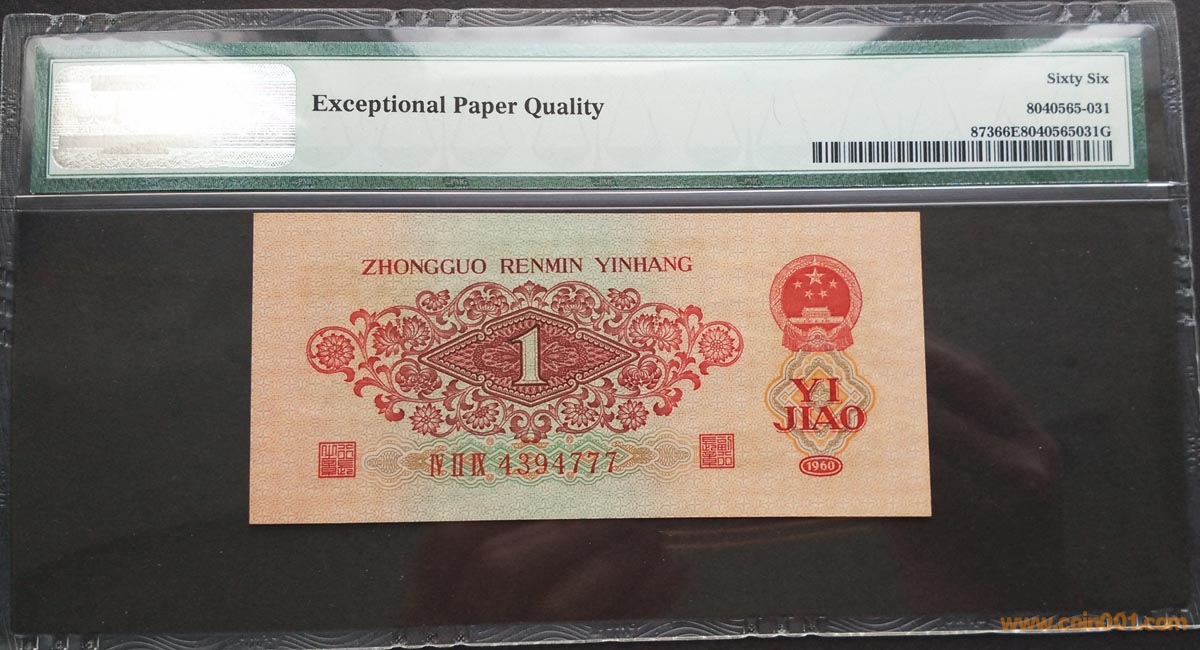 Exceptional Paper Quality
Sixty Six
8040565-031
87366E8040565031G
ZHONGGUO RENMIN YINHANG
1
YI
JIAO
IV II IX 4394777
1960
www.coin001.com